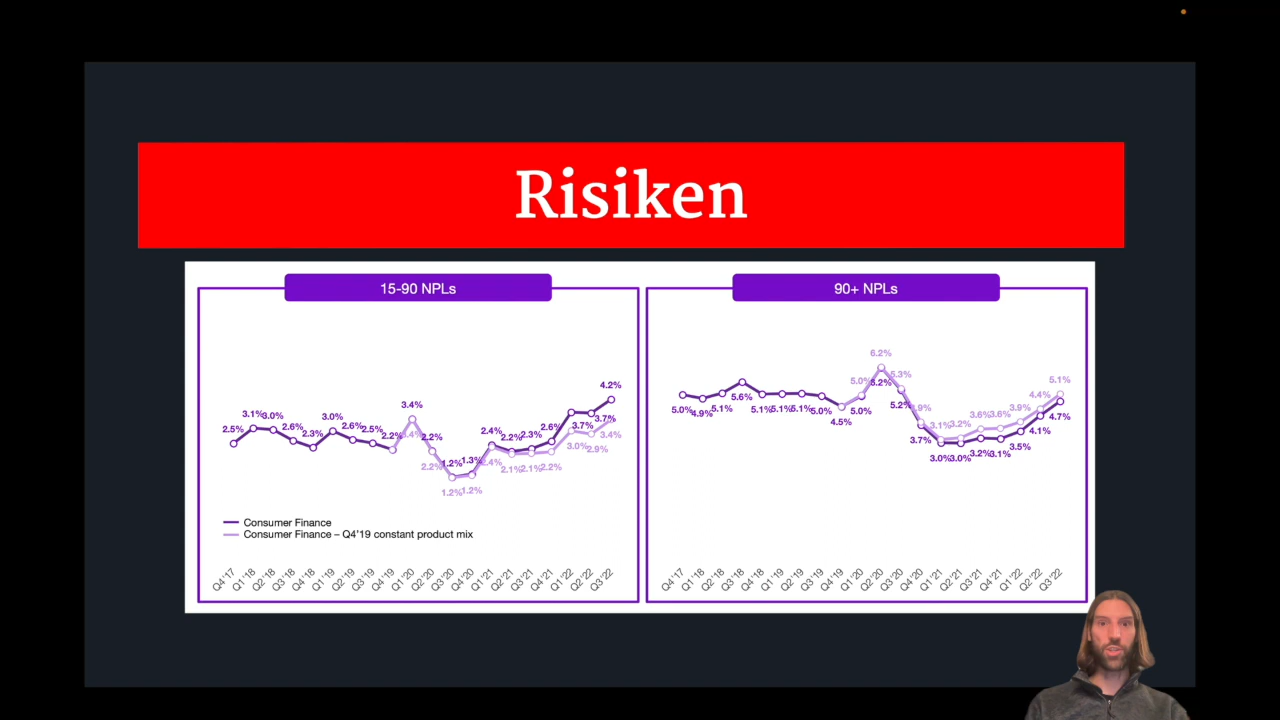 Risiken
15-90 NPLs
4.2%
3.4%
3.1% 3.0% 3.0%
2.5% 2.6% 2.3% 2.6% 2.5% 2.2% 3.4% 2.2% 2.4% 2.2% 2.3% 2.6% 3.7% 3.7%
3.4%
2.2% 1.2% 1.3% 2.4% 2.1% 2.1% 2.2% 3.0% 2.9%
1.2% 1.2%
Consumer Finance
Consumer Finance – Q4'19 constant product mix
Q4'17 Q1'18 Q2'18 Q3'18 Q4'18 Q1'19 Q2'19 Q3'19 Q4'19 Q1'20 Q2'20 Q3'20 Q4'20 Q1'21 Q2'21 Q3'21 Q4'21 Q1'22 Q2'22 Q3'22
90+ NPLs
6.2%
5.0% 5.2% 5.3% 5.1%
5.6% 4.4%
5.0% 4.9% 5.1% 5.1% 5.1% 5.1% 5.0% 4.5% 5.0% 5.2% 3.6% 3.6% 3.9% 4.7%
3.7% 3.1% 3.2% 4.1%
3.0% 3.0% 3.2% 3.1% 3.5%
Q4'17 Q1'18 Q2'18 Q3'18 Q4'18 Q1'19 Q2'19 Q3'19 Q4'19 Q1'20 Q2'20 Q3'20 Q4'20 Q1'21 Q2'21 Q3'21 Q4'21 Q1'22 Q2'22 Q3'22